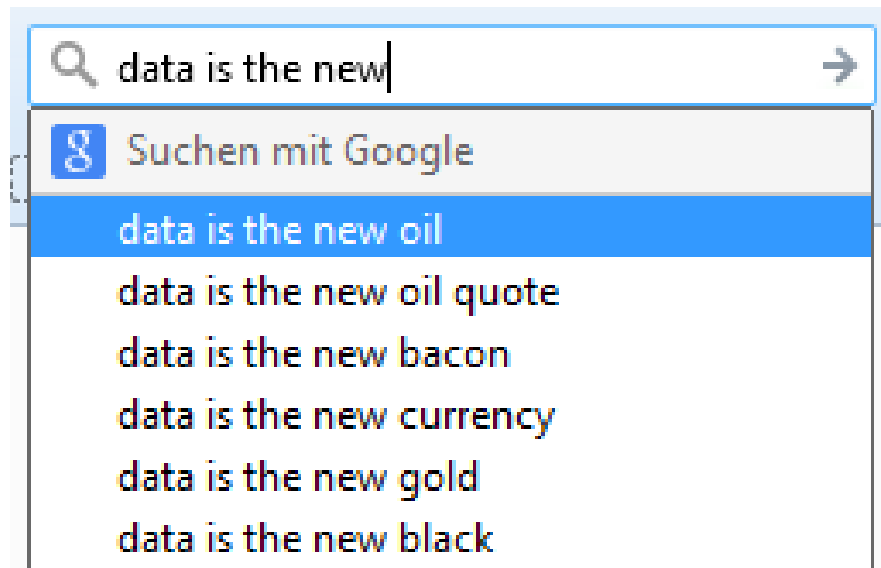 data is the new
Suchen mit Google
data is the new oil
data is the new oil quote
data is the new bacon
data is the new currency
data is the new gold
data is the new black